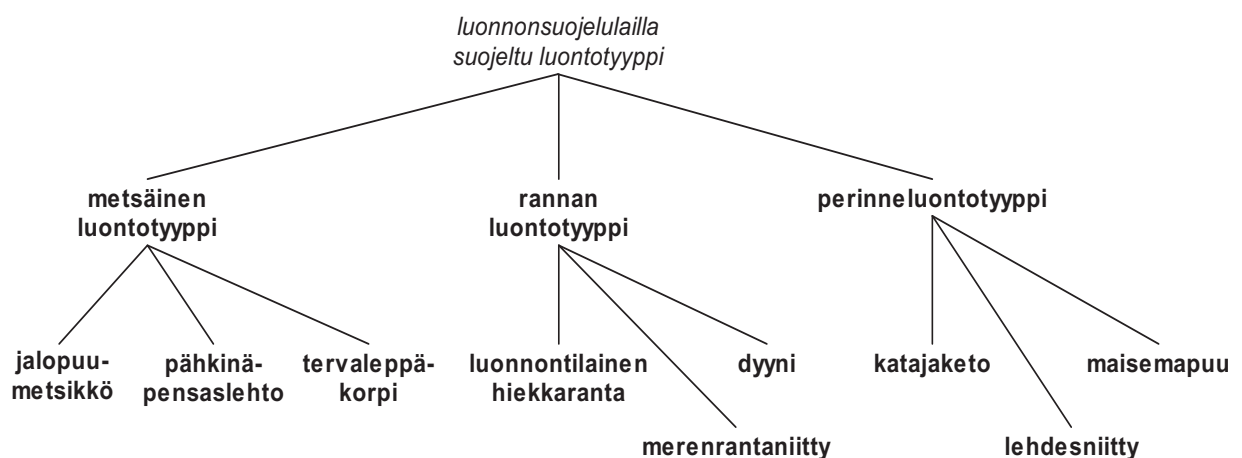 luonnonsuojelulailla
suojeltu luontotyyppi
metsäinen
luontotyyppi
rannan
luontotyyppi
perinneluontotyyppi
jalopuu-
metsikkö
pähkinä-
pensaslehto
tervaleppä-
korpi
luonnontilainen
hiekkaranta
dyyni
katajaketo
maisemapuu
merenrantaniitty
lehdesniitty